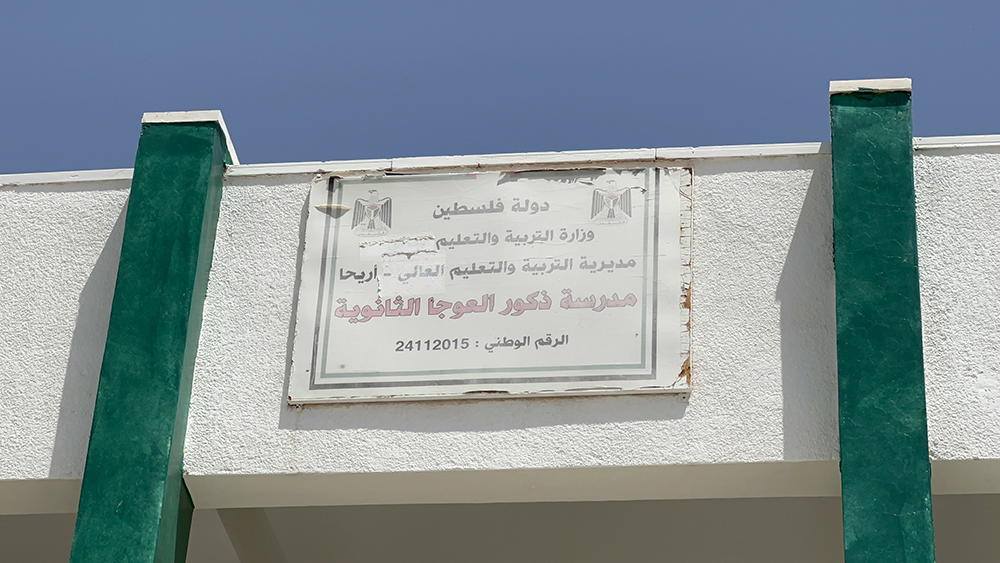 دولة فلسطين
وزارة التربية والتعليم
مديرية التربية والتعليم العالي - أريحا
مدرسة ذكور العوجا الثانوية
الرقم الوطني : 24112015